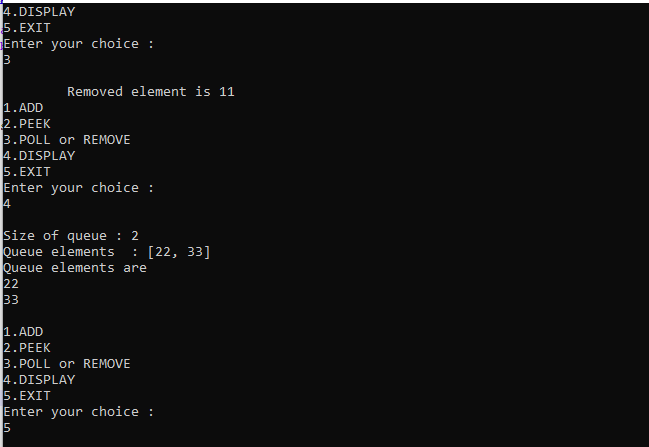 4.DISPLAY
5.EXIT
Enter your choice :
3
Removed element is 11
1.ADD
2.PEEK
3.POLL or REMOVE
4.DISPLAY
5.EXIT
Enter your choice :
4
Size of queue : 2
Queue elements  : [22, 33]
Queue elements are
22
33
1.ADD
2.PEEK
3.POLL or REMOVE
4.DISPLAY
5.EXIT
Enter your choice :
5